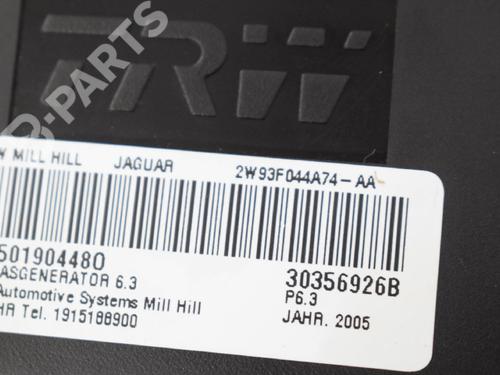 TRW
B-PARTS
W MILL HILL JAGUAR 2W93F044A74-AA
5019044480
ASGENERATOR 6.3 30356926B
Automotive Systems Mill Hill P6.3
HR Tel. 1915188900 JAHR. 2005